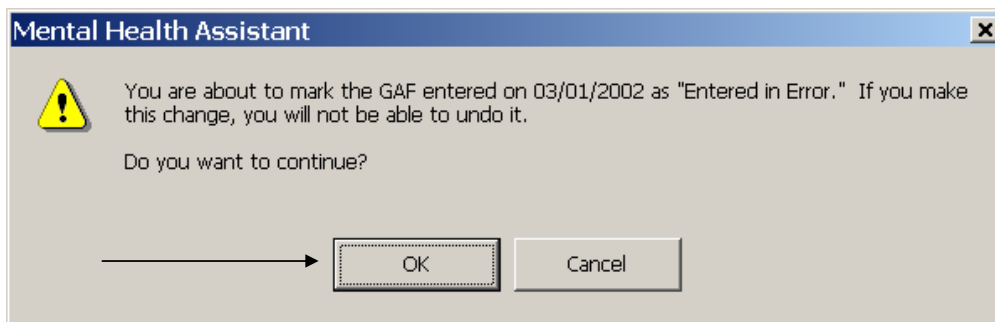 Mental Health Assistant
You are about to mark the GAF entered on 03/01/2002 as "Entered in Error." If you make
this change, you will not be able to undo it.
Do you want to continue?
OK
Cancel